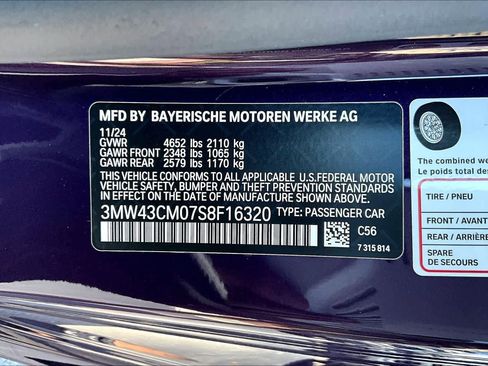 MFD BY BAYERISCHE MOTOREN WERKE AG
11/24
GVWR 4652 lbs 2110 kg
GAWR FRONT 2348 lbs 1065 kg
GAWR REAR 2579 lbs 1170 kg
THIS VEHICLE CONFORMS TO ALL APPLICABLE U.S.FEDERAL MOTOR
VEHICLE SAFETY, BUMPER AND THEFT PREVENTION STANDARDS
IN EFFECT ON THE DATE OF MANUFACTURE SHOWN ABOVE.
3MW43CM07S8F16320 TYPE: PASSENGER CAR
C56
7 315 814
The combined we
Le poids total des
TIRE / PNEU
FRONT / AVANT
REAR / ARRIÈRE
SPARE
DE SECOURS